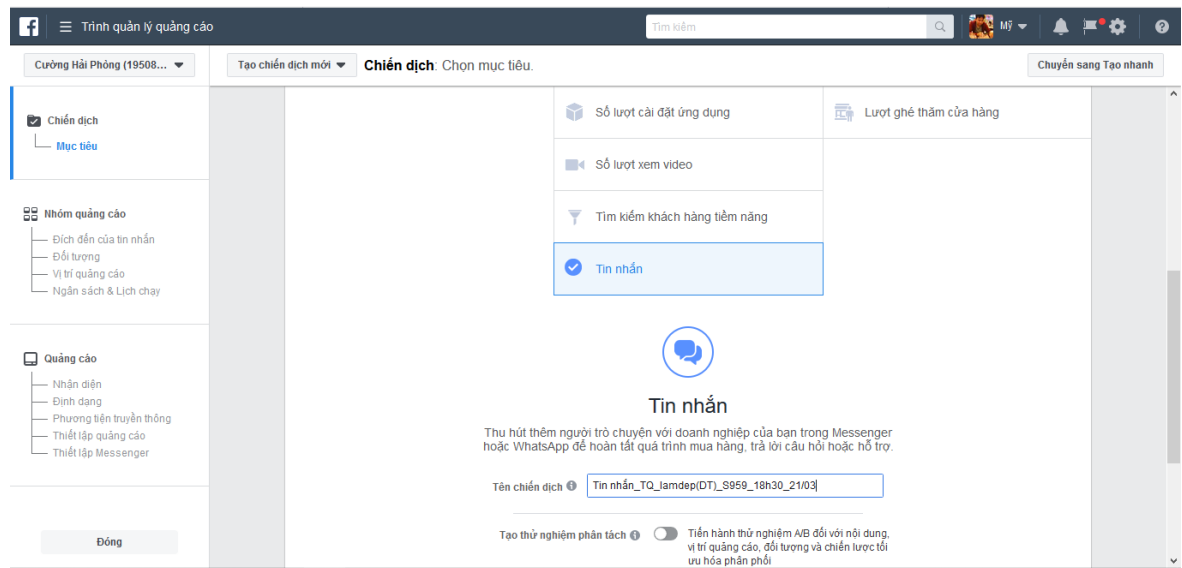 Trình quản lý quảng cáo
Tìm kiếm
Mỹ
Cường Hải Phỏng (19508...
Tạo chiến dịch mới
Chiến dịch: Chọn mục tiêu.
Chuyển sang Tạo nhanh
Chiến dịch
Mục tiêu
Nhóm quảng cáo
Đích đến của tin nhắn
Đối tượng
Vị trí quảng cáo
Ngân sách & Lịch chạy
Quảng cáo
Nhận diện
Định dạng
Phương tiện truyền thông
Thiết lập quảng cáo
Thiết lập Messenger
Đóng
Số lượt cài đặt ứng dụng
Lượt ghé thăm cửa hàng
Số lượt xem video
Tìm kiếm khách hàng tiềm năng
Tin nhắn
Tin nhắn
Thu hút thêm người trò chuyện với doanh nghiệp của bạn trong Messenger
hoặc WhatsApp để hoàn tất quá trình mua hàng, trả lời câu hỏi hoặc hỗ trợ.
Tên chiến dịch
Tin nhắn_TQ_lamdep(DT)_S959_18h30_21/03
Tạo thử nghiệm phân tách
Tiến hành thử nghiệm A/B đối với nội dung,
vị trí quảng cáo, đối tượng và chiến lược tối
ưu hóa phân phối